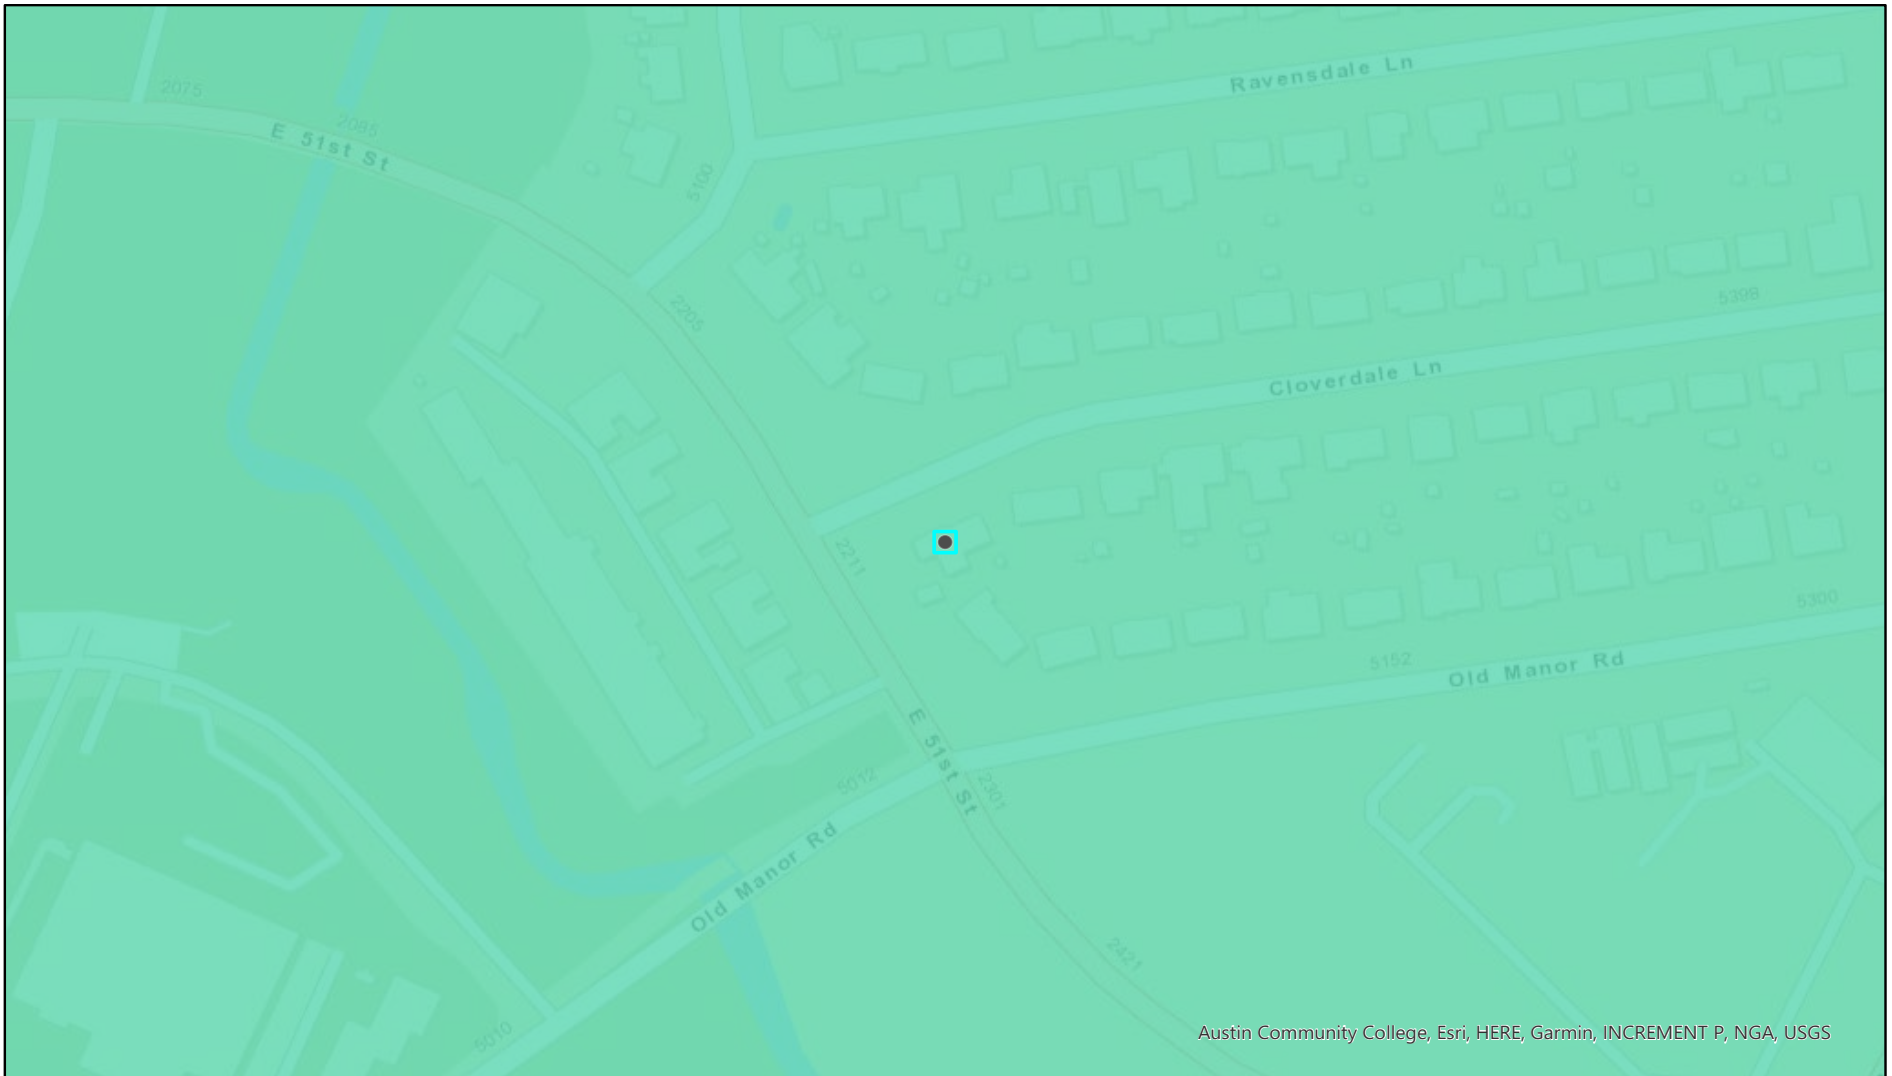 Ravensdale Ln
2075
2085
E 51st St
5100
2205
5398
Cloverdale Ln
2211
5300
5152
Old Manor Rd
E 51st St
5012
2301
Old Manor Rd
2421
5010
Austin Community College, Esri, HERE, Garmin, INCREMENT P, NGA, USGS